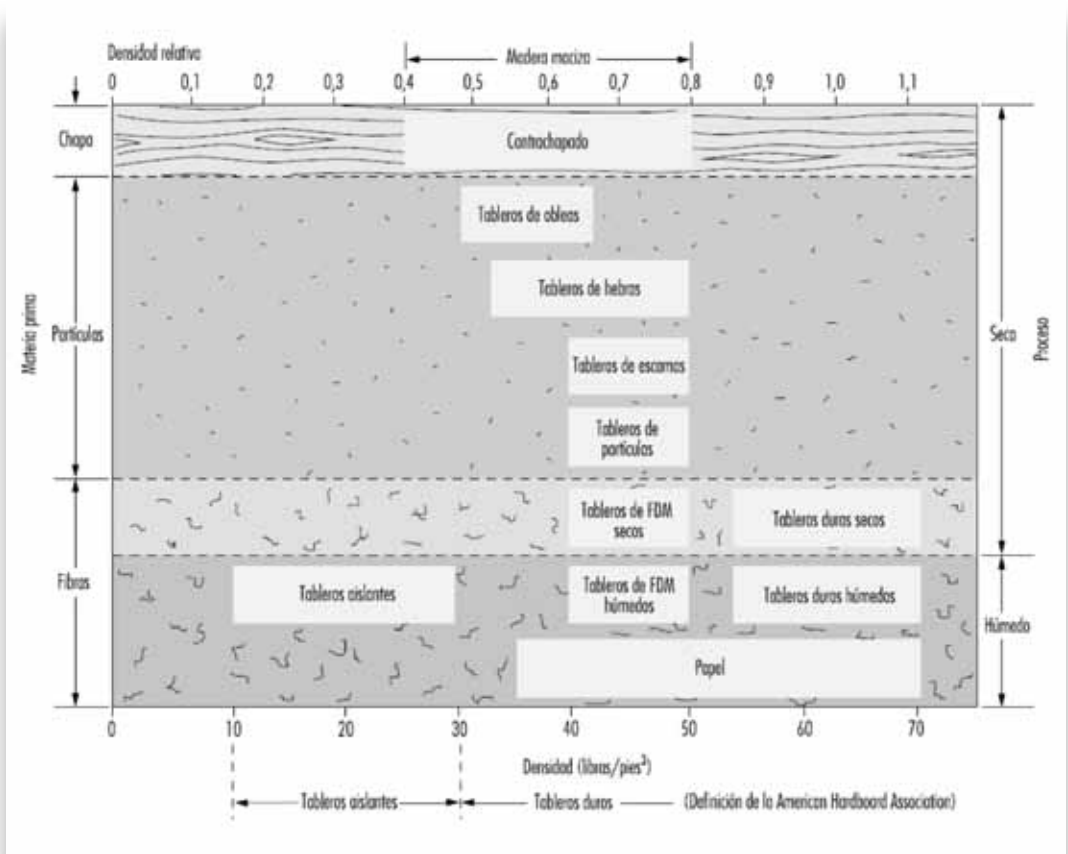 Densidad relativa
Madera maciza
0 0,1 0,2 0,3 0,4 0,5 0,6 0,7 0,8 0,9 1,0 1,1
Chapa
Contrachapado
Tableros de obleas
Tableros de hebras
Materia prima
Partículas
Seco
Proceso
Tableros de escamas
Tableros de
partículas
Tableros de FDM
secos
Tableros duros secos
Fibras
Tableros aislantes
Tableros de FDM
húmedos
Tableros duros húmedos
Húmedo
Papel
0 10 20 30 40 50 60 70
Densidad (libras/pies³)
Tableros aislantes
Tableros duros
(Definición de la American Hardboard Association)